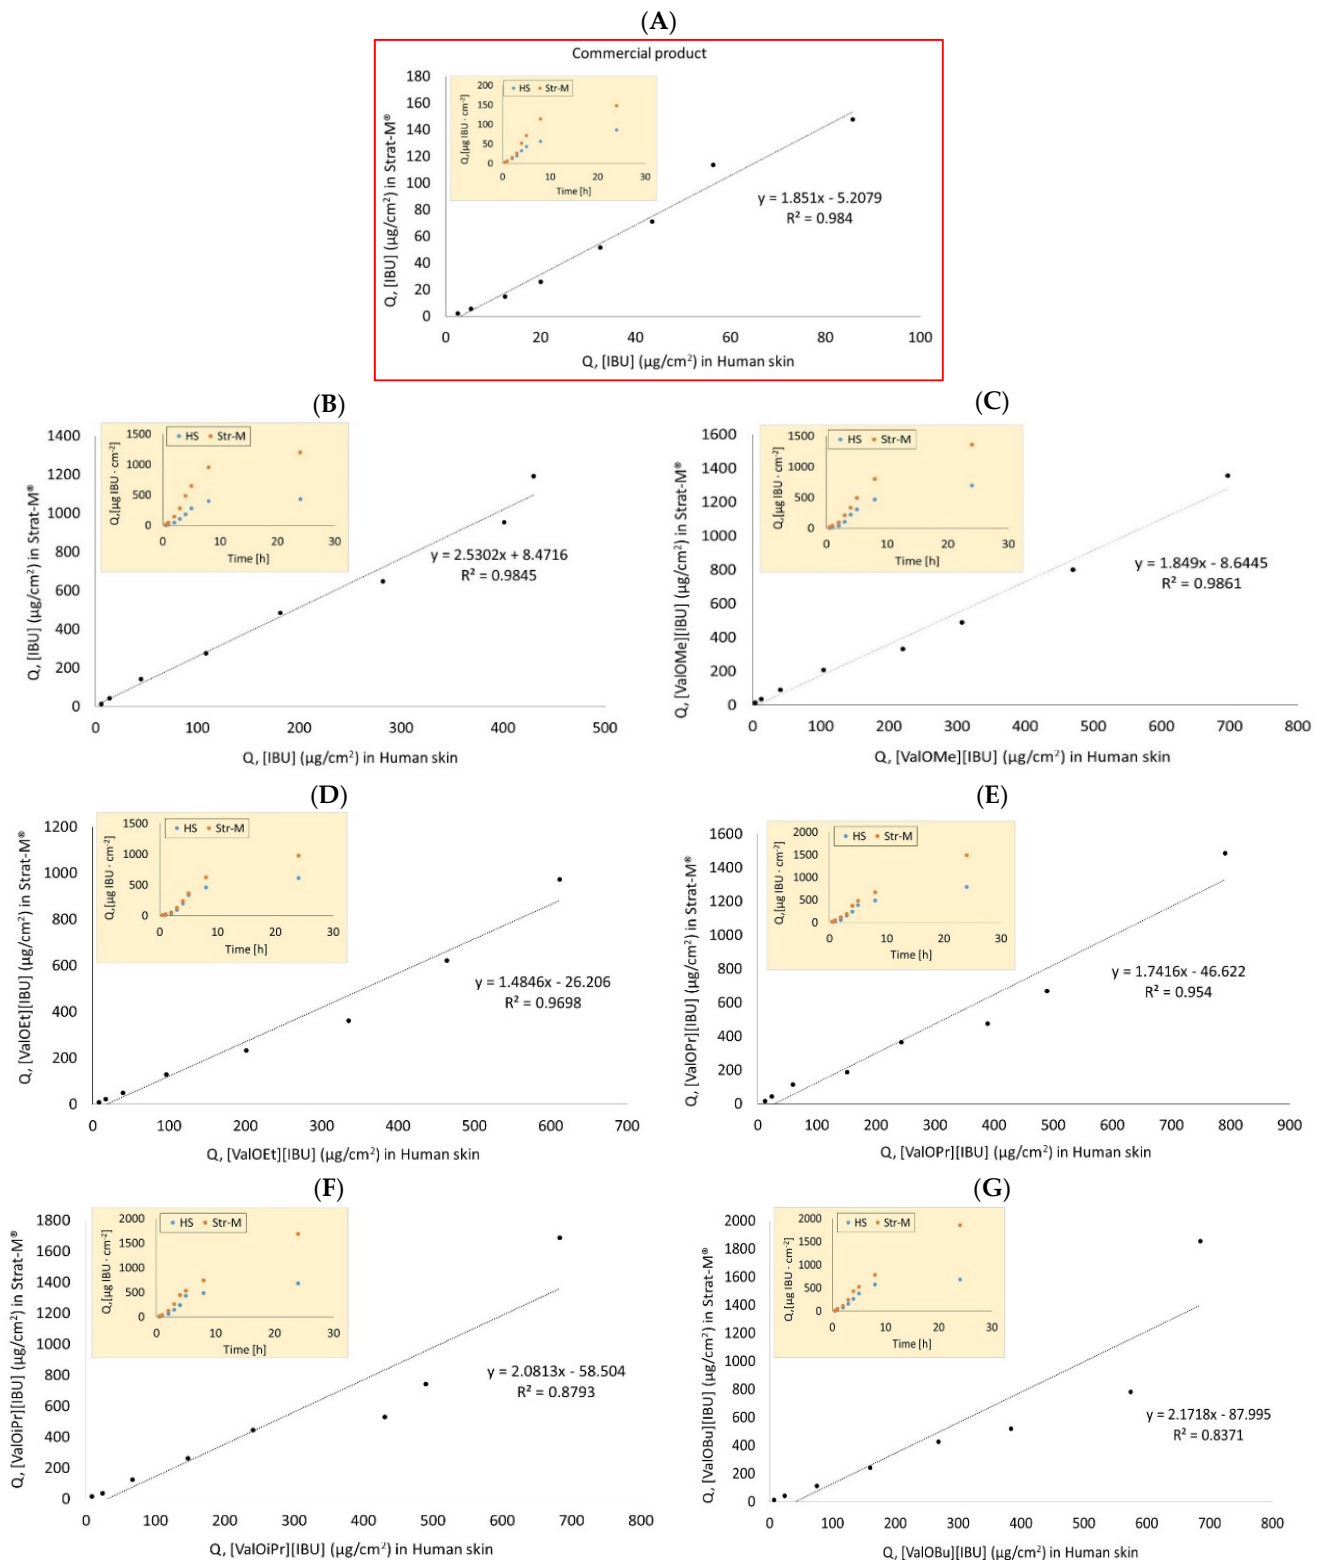 (A)
Commercial product
Q, [IBU] (µg/cm²) in Strat-M®
180
160
140
120
100
80
60
40
20
0
0 20 40 60 80 100
Q, [IBU] (µg/cm²) in Human skin
y = 1.851x - 5.2079
R² = 0.984
HS Str-M
Q,[µg IBU · cm⁻²]
200
150
100
50
0
0 10 20 30
Time [h]
(B)
Q, [IBU] (µg/cm²) in Strat-M®
1400
1200
1000
800
600
400
200
0
0 100 200 300 400 500
Q, [IBU] (µg/cm²) in Human skin
y = 2.5302x + 8.4716
R² = 0.9845
HS Str-M
Q,[µg IBU · cm⁻²]
1500
1000
500
0
0 10 20 30
Time [h]
(C)
Q, [ValOMe][IBU] (µg/cm²) in Strat-M®
1600
1400
1200
1000
800
600
400
200
0
0 100 200 300 400 500 600 700 800
Q, [ValOMe][IBU] (µg/cm²) in Human skin
y = 1.849x - 8.6445
R² = 0.9861
HS Str-M
Q,[µg IBU · cm⁻²]
1500
1000
500
0
0 10 20 30
Time [h]
(D)
Q, [ValOEt][IBU] (µg/cm²) in Strat-M®
1200
1000
800
600
400
200
0
0 100 200 300 400 500 600 700
Q, [ValOEt][IBU] (µg/cm²) in Human skin
y = 1.4846x - 26.206
R² = 0.9698
HS Str-M
Q,[µg IBU · cm⁻²]
1500
1000
500
0
0 10 20 30
Time [h]
(E)
Q, [ValOPr][IBU] (µg/cm²) in Strat-M®
1600
1400
1200
1000
800
600
400
200
0
0 100 200 300 400 500 600 700 800 900
Q, [ValOPr][IBU] (µg/cm²) in Human skin
y = 1.7416x - 46.622
R² = 0.954
HS Str-M
Q,[µg IBU · cm⁻²]
2000
1500
1000
500
0
0 10 20 30
Time [h]
(F)
Q, [ValOiPr][IBU] (µg/cm²) in Strat-M®
1800
1600
1400
1200
1000
800
600
400
200
0
0 100 200 300 400 500 600 700 800
Q, [ValOiPr][IBU] (µg/cm²) in Human skin
y = 2.0813x - 58.504
R² = 0.8793
HS Str-M
Q,[µg IBU · cm⁻²]
2000
1500
1000
500
0
0 10 20 30
Time [h]
(G)
Q, [ValOBu][IBU] (µg/cm²) in Strat-M®
2000
1800
1600
1400
1200
1000
800
600
400
200
0
0 100 200 300 400 500 600 700 800
Q, [ValOBu][IBU] (µg/cm²) in Human skin
y = 2.1718x - 87.995
R² = 0.8371
HS Str-M
Q,[µg IBU · cm⁻²]
2000
1500
1000
500
0
0 10 20 30
Time [h]